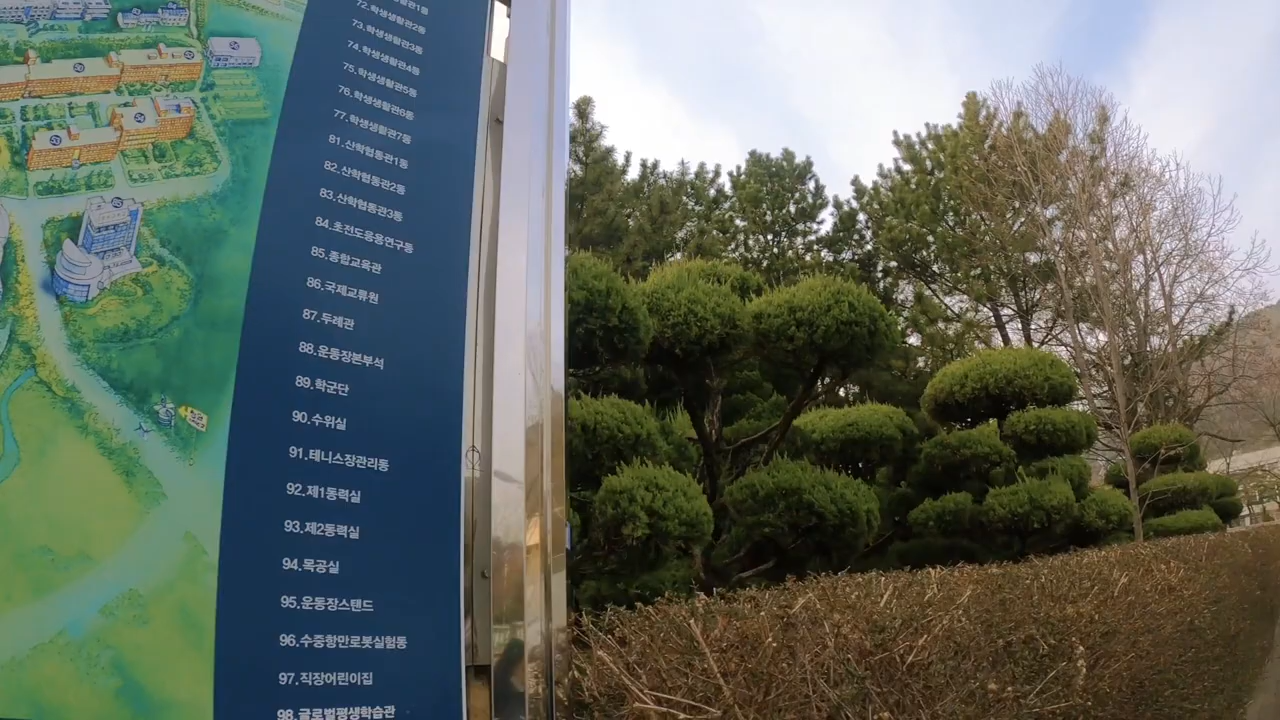 72.학생생활관2동
73.학생생활관3동
74.학생생활관4동
75.학생생활관5동
76.학생생활관6동
77.학생생활관7동
81.산학협동관1동
82.산학협동관2동
83.산학협동관3동
84.초전도응용연구동
85.종합교육관
86.국제교류원
87.두레관
88.운동장본부석
89.학군단
90.수위실
91.테니스장관리동
92.제1동력실
93.제2동력실
94.목공실
95.운동장스탠드
96.수중항만로봇실험동
97.직장어린이집
98.글로벌평생학습관